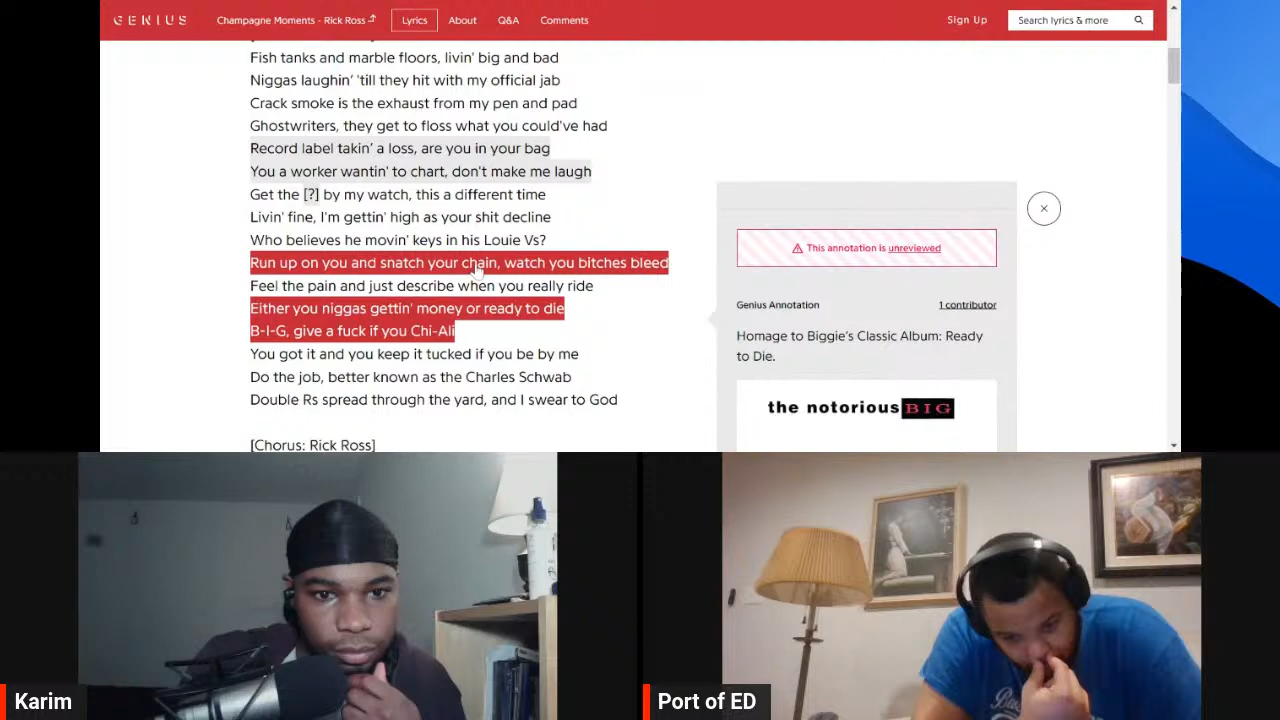 GENIUS
Champagne Moments - Rick Ross
Lyrics
About
Q&A
Comments
Sign Up
Search lyrics & more
Fish tanks and marble floors, livin' big and bad
Niggas laughin' 'till they hit with my official jab
Crack smoke is the exhaust from my pen and pad
Ghostwriters, they get to floss what you could've had
Record label takin' a loss, are you in your bag
You a worker wantin' to chart, don't make me laugh
Get the [?] by my watch, this a different time
Livin' fine, I'm gettin' high as your shit decline
Who believes he movin' keys in his Louie Vs?
Run up on you and snatch your chain, watch you bitches bleed
Feel the pain and just describe when you really ride
Either you niggas gettin' money or ready to die
B-I-G, give a fuck if you Chi-Ali
You got it and you keep it tucked if you be by me
Do the job, better known as the Charles Schwab
Double Rs spread through the yard, and I swear to God
[Chorus: Rick Ross]
This annotation is unreviewed
Genius Annotation
1 contributor
Homage to Biggie's Classic Album: Ready
to Die.
the notorious BIG
Karim
Port of ED